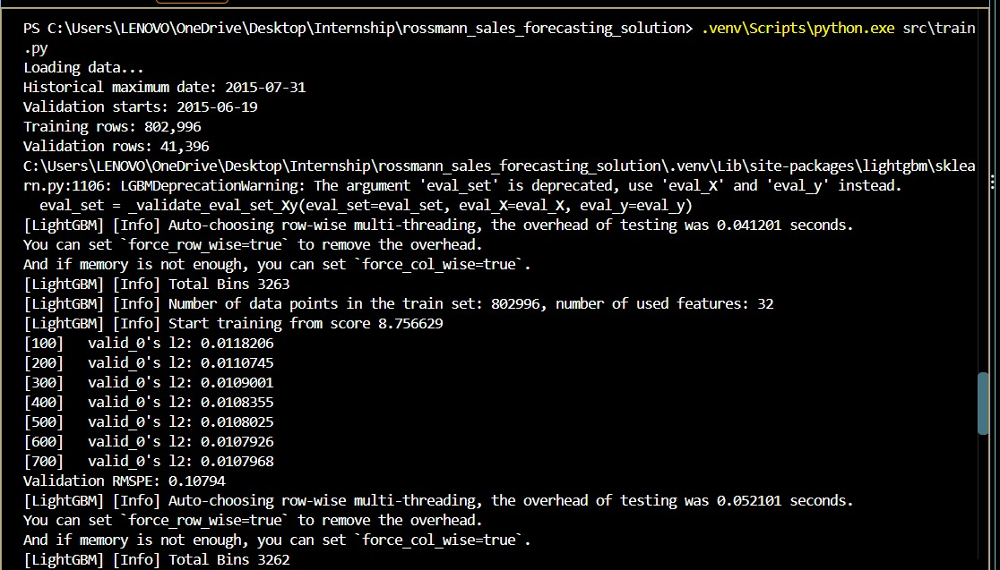 PS C:\Users\LENOVO\OneDrive\Desktop\Internship\rossmann_sales_forecasting_solution> .venv\Scripts\python.exe src\train
.py
Loading data...
Historical maximum date: 2015-07-31
Validation starts: 2015-06-19
Training rows: 802,996
Validation rows: 41,396
C:\Users\LENOVO\OneDrive\Desktop\Internship\rossmann_sales_forecasting_solution\.venv\Lib\site-packages\lightgbm\sklea
rn.py:1106: LGBMDeprecationWarning: The argument 'eval_set' is deprecated, use 'eval_X' and 'eval_y' instead.
  eval_set = _validate_eval_set_Xy(eval_set=eval_set, eval_X=eval_X, eval_y=eval_y)
[LightGBM] [Info] Auto-choosing row-wise multi-threading, the overhead of testing was 0.041201 seconds.
You can set `force_row_wise=true` to remove the overhead.
And if memory is not enough, you can set `force_col_wise=true`.
[LightGBM] [Info] Total Bins 3263
[LightGBM] [Info] Number of data points in the train set: 802996, number of used features: 32
[LightGBM] [Info] Start training from score 8.756629
[100]   valid_0's l2: 0.0118206
[200]   valid_0's l2: 0.0110745
[300]   valid_0's l2: 0.0109001
[400]   valid_0's l2: 0.0108355
[500]   valid_0's l2: 0.0108025
[600]   valid_0's l2: 0.0107926
[700]   valid_0's l2: 0.0107968
Validation RMSPE: 0.10794
[LightGBM] [Info] Auto-choosing row-wise multi-threading, the overhead of testing was 0.052101 seconds.
You can set `force_row_wise=true` to remove the overhead.
And if memory is not enough, you can set `force_col_wise=true`.
[LightGBM] [Info] Total Bins 3262